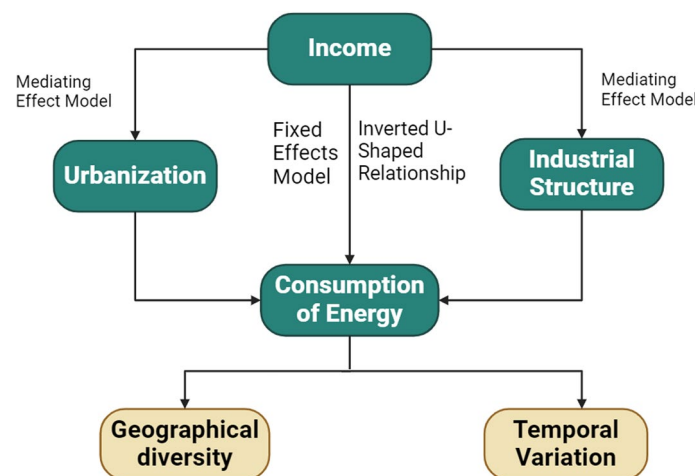 Income
Mediating
Effect Model
Mediating
Effect Model
Fixed
Effects
Model
Inverted U-
Shaped
Relationship
Urbanization
Industrial
Structure
Consumption
of Energy
Geographical
diversity
Temporal
Variation